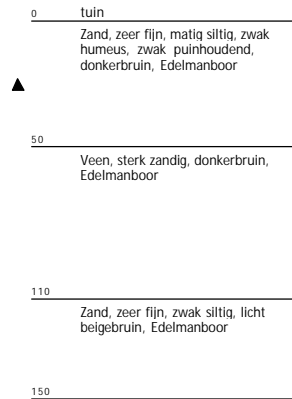 0 tuin
Zand, zeer fijn, matig siltig, zwak
humeus, zwak puinhoudend,
donkerbruin, Edelmanboor
50
Veen, sterk zandig, donkerbruin,
Edelmanboor
110
Zand, zeer fijn, zwak siltig, licht
beigebruin, Edelmanboor
150